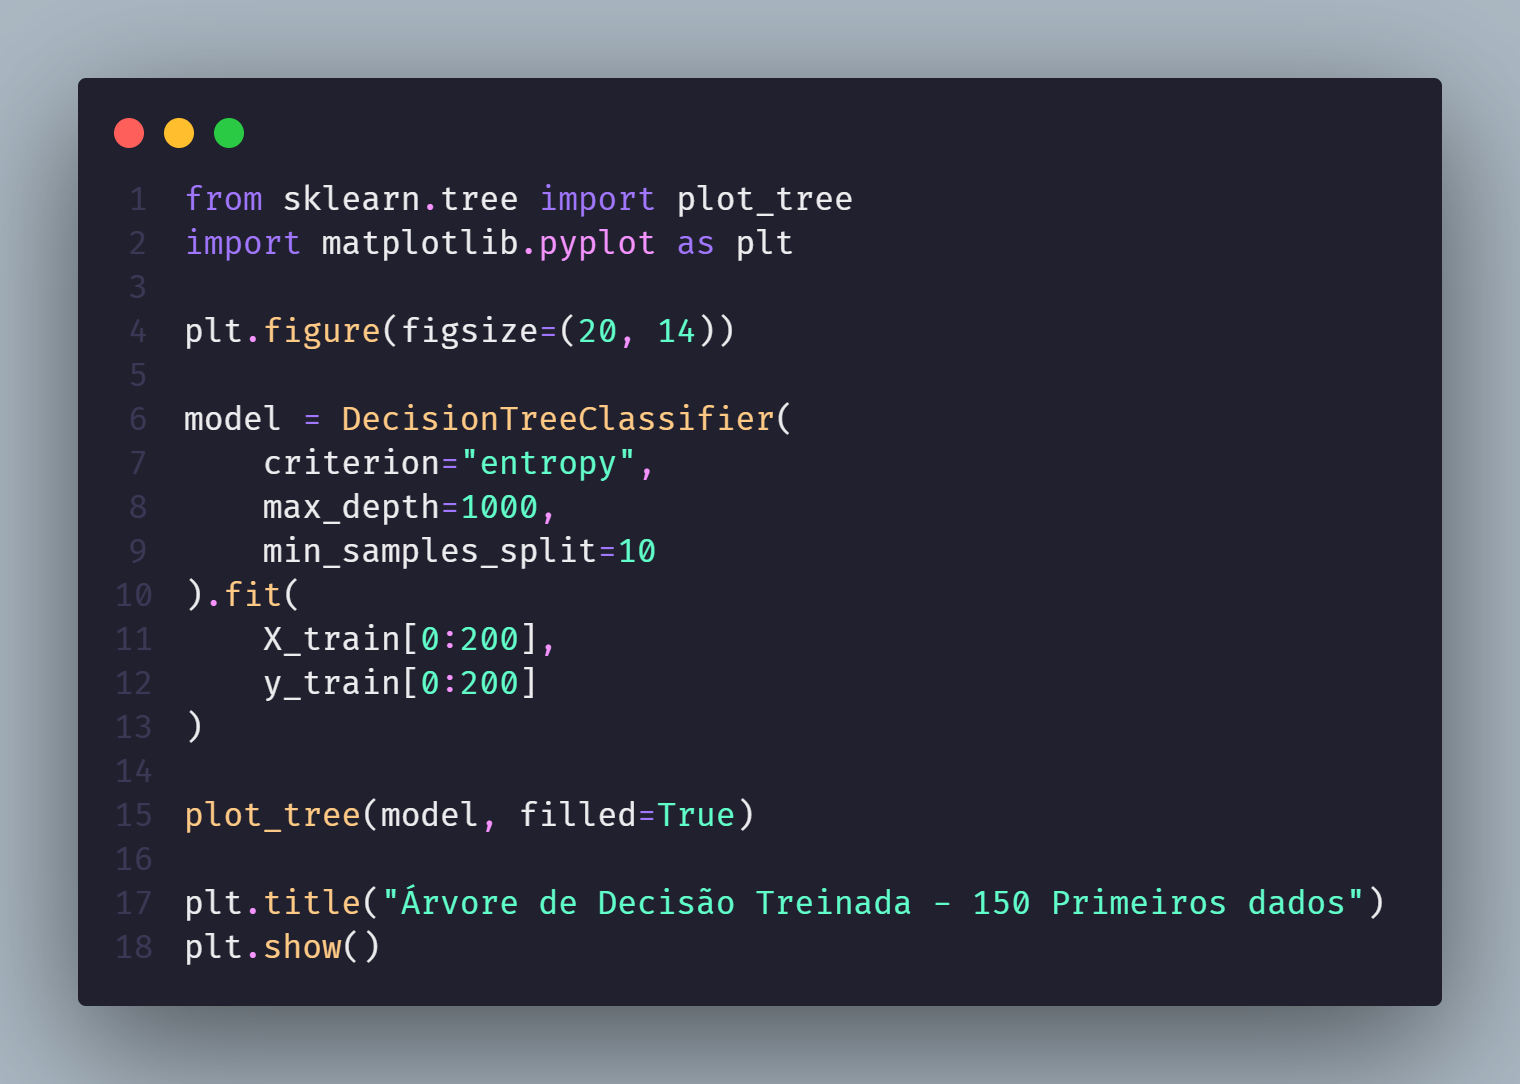 1 from sklearn.tree import plot_tree
2 import matplotlib.pyplot as plt
3
4 plt.figure(figsize=(20, 14))
5
6 model = DecisionTreeClassifier(
7     criterion="entropy",
8     max_depth=1000,
9     min_samples_split=10
10 ).fit(
11     X_train[0:200],
12     y_train[0:200]
13 )
14
15 plot_tree(model, filled=True)
16
17 plt.title("Árvore de Decisão Treinada - 150 Primeiros dados")
18 plt.show()